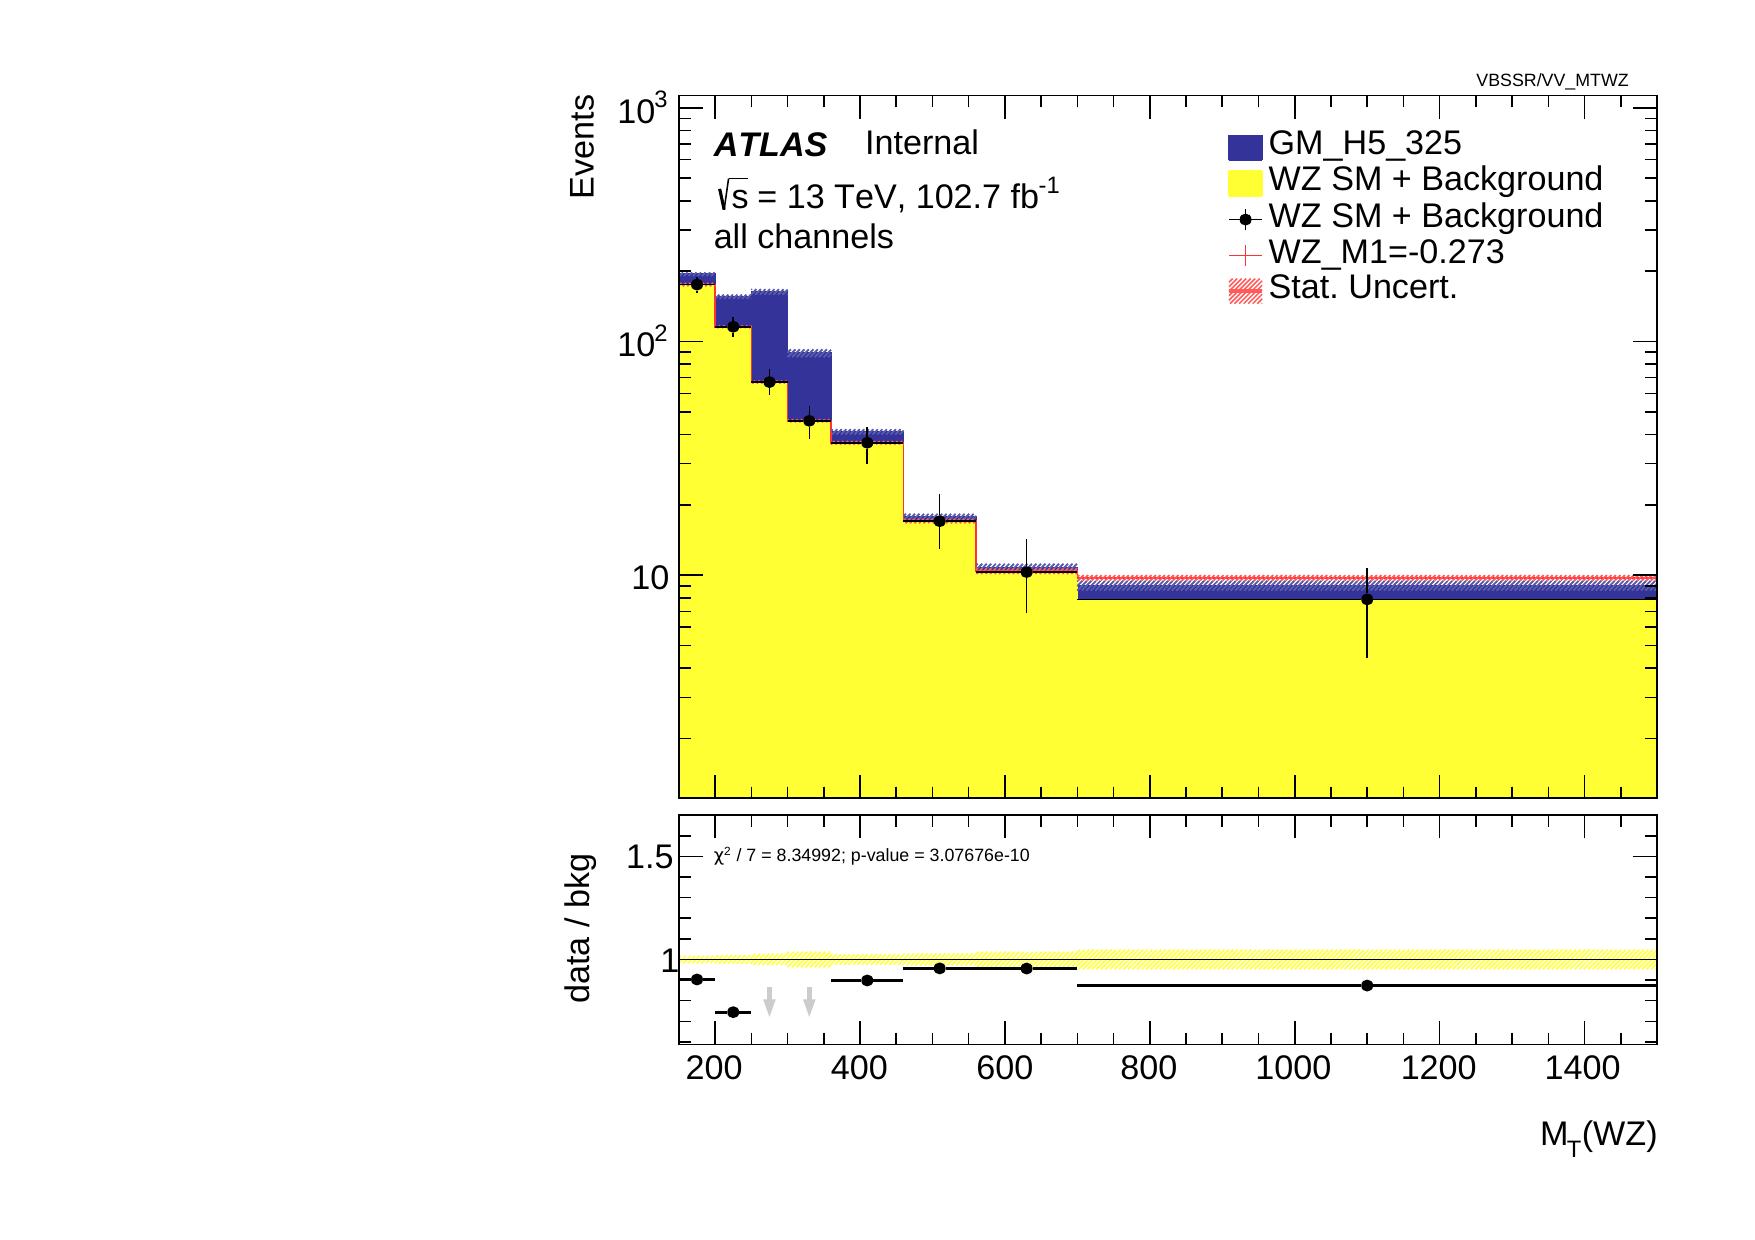 VBSSR/VV_MTWZ
Events
10³
10²
10
ATLAS Internal
√s = 13 TeV, 102.7 fb⁻¹
all channels
GM_H5_325
WZ SM + Background
WZ SM + Background
WZ_M1=-0.273
Stat. Uncert.
data / bkg
1.5
1
χ² / 7 = 8.34992; p-value = 3.07676e-10
200 400 600 800 1000 1200 1400
M_T(WZ)